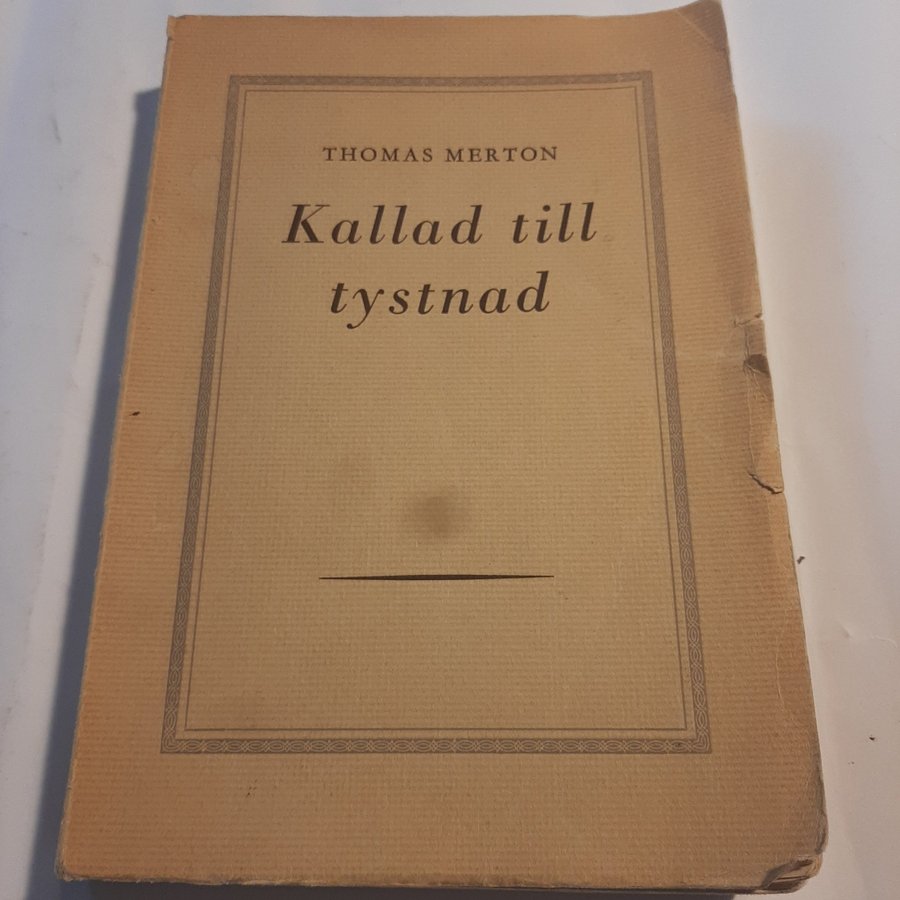 THOMAS MERTON
Kallad till
tystnad